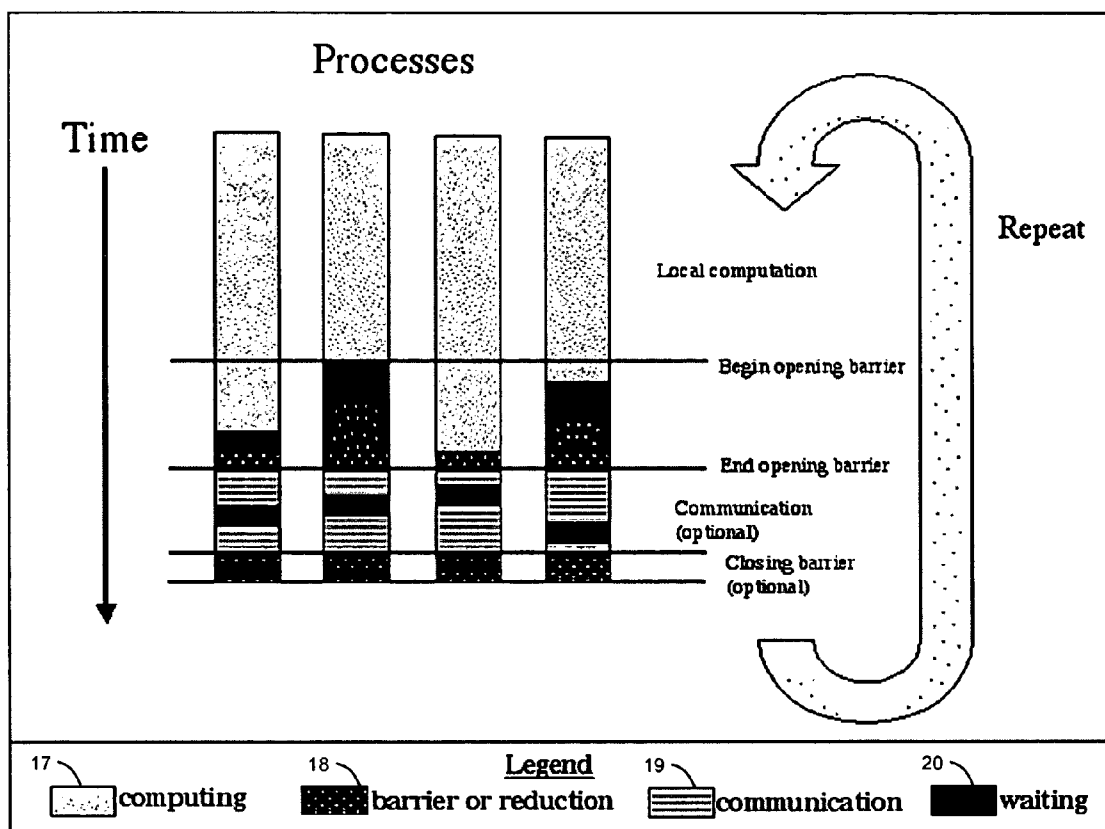 Processes
Time
Repeat
Local computation
Begin opening barrier
End opening barrier
Communication
(optional)
Closing barrier
(optional)
17
18
Legend
19
20
computing
barrier or reduction
communication
waiting